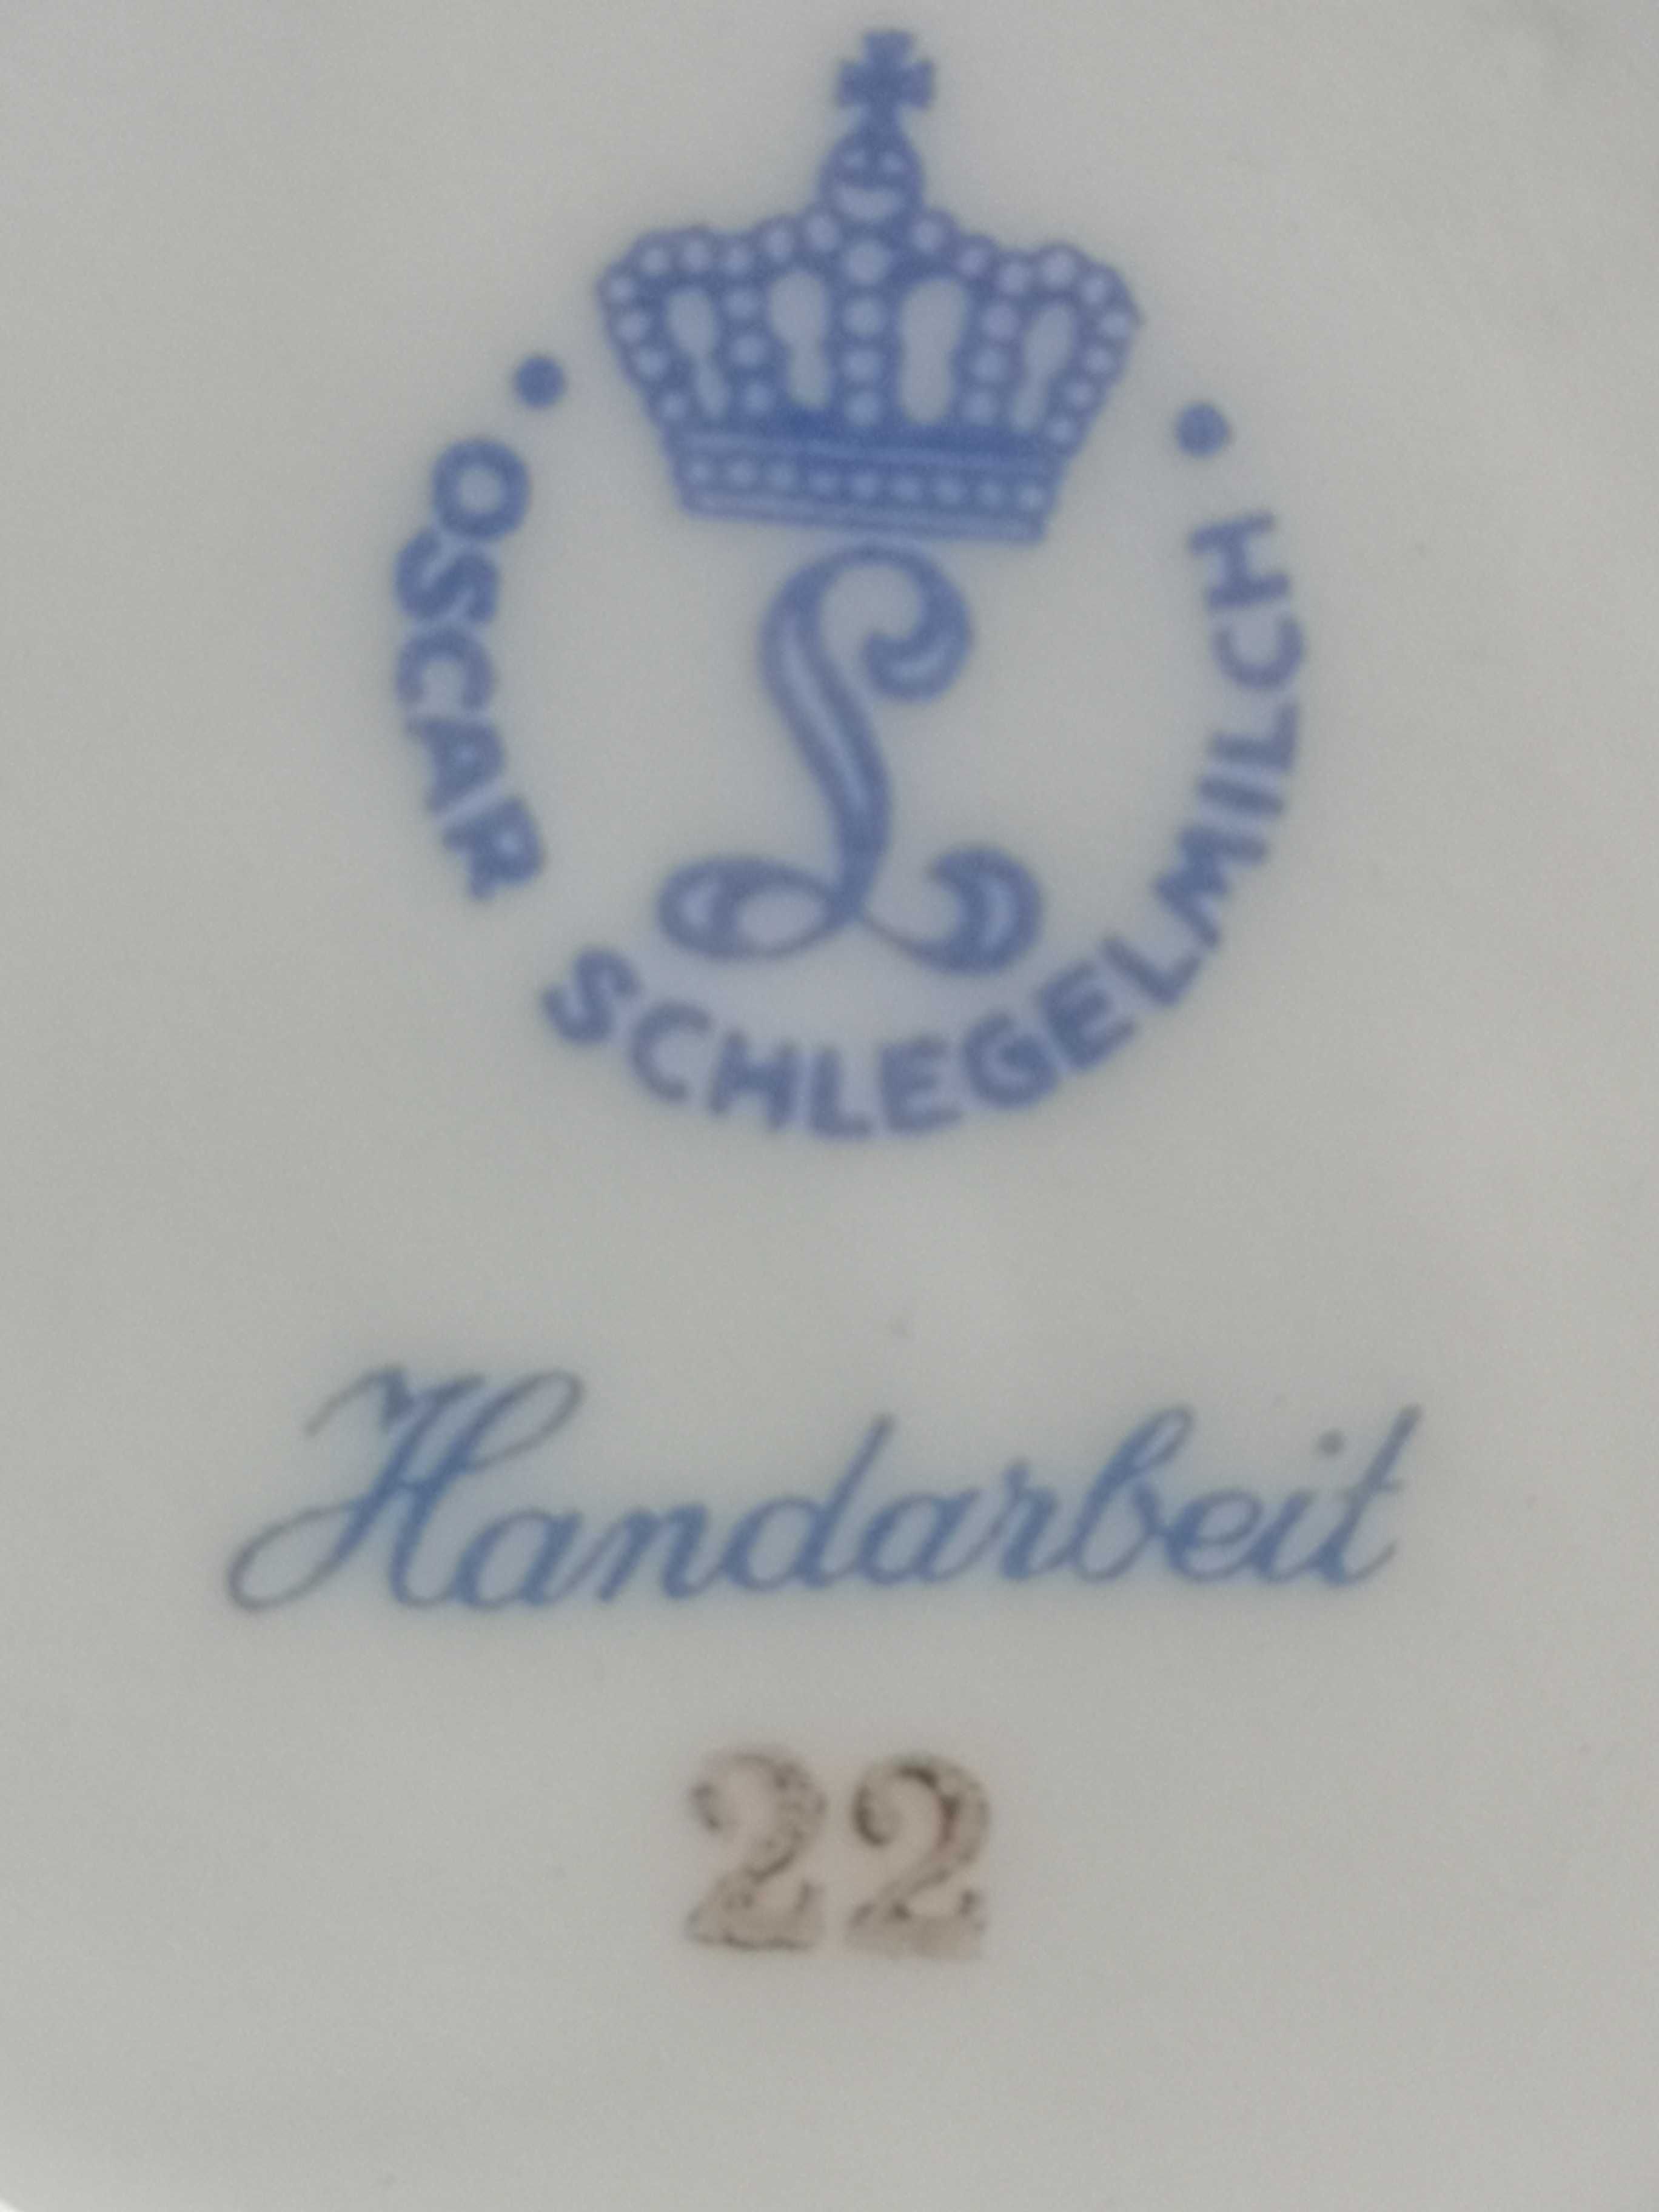 L
• OSCAR SCHLEGELMILCH •
Handarbeit
22